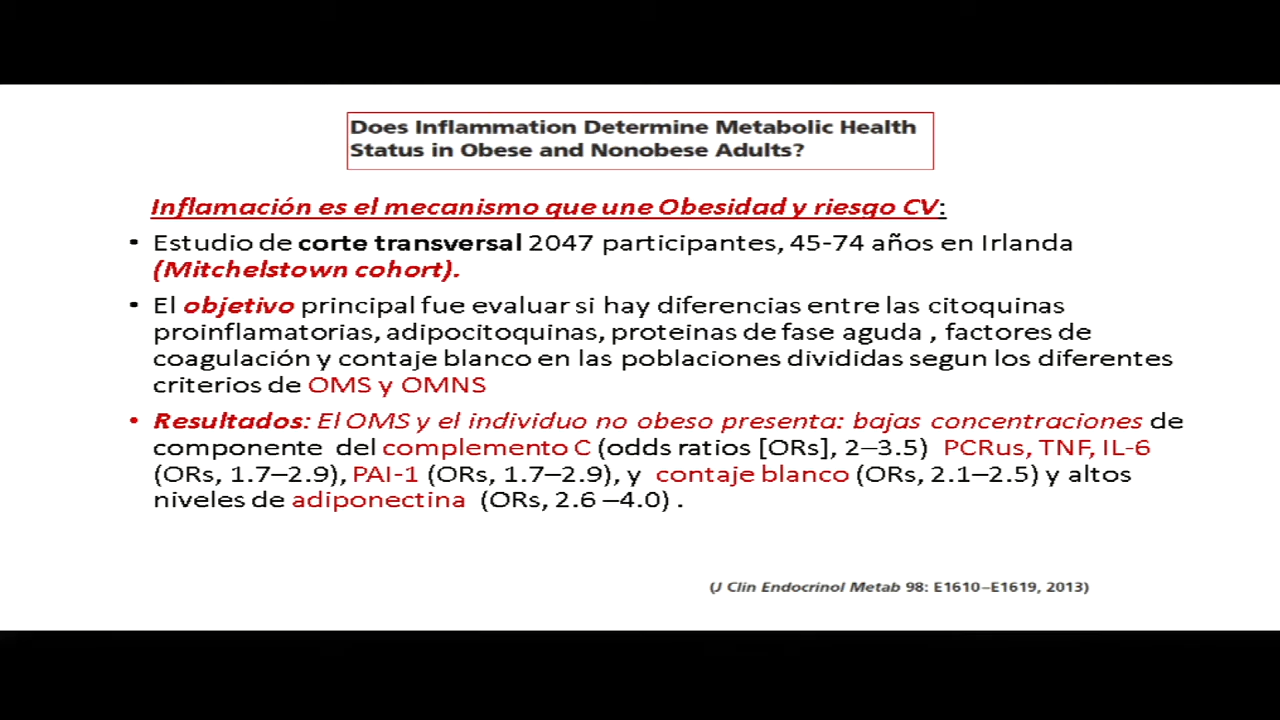 Does Inflammation Determine Metabolic Health
Status in Obese and Nonobese Adults?
Inflamación es el mecanismo que une Obesidad y riesgo CV:
• Estudio de corte transversal 2047 participantes, 45-74 años en Irlanda
(Mitchelstown cohort).
• El objetivo principal fue evaluar si hay diferencias entre las citoquinas
proinflamatorias, adipocitoquinas, proteinas de fase aguda , factores de
coagulación y contaje blanco en las poblaciones divididas segun los diferentes
criterios de OMS y OMNS
• Resultados: El OMS y el individuo no obeso presenta: bajas concentraciones de
componente del complemento C (odds ratios [ORs], 2–3.5) PCRus, TNF, IL-6
(ORs, 1.7–2.9), PAI-1 (ORs, 1.7–2.9), y contaje blanco (ORs, 2.1–2.5) y altos
niveles de adiponectina (ORs, 2.6 –4.0) .
(J Clin Endocrinol Metab 98: E1610–E1619, 2013)